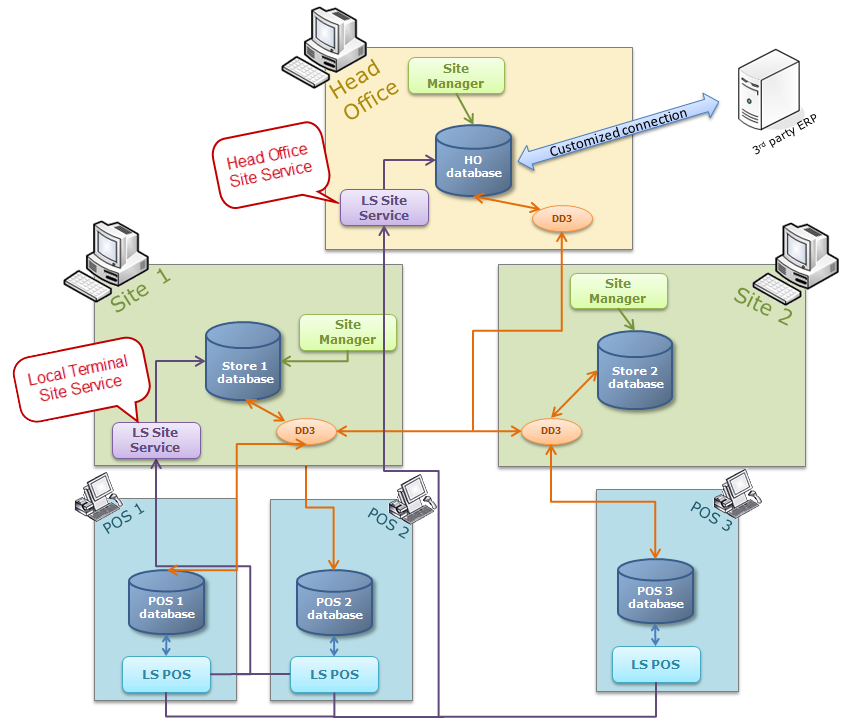 Head
Office
Site
Manager
HO
database
Customized connection
3rd party ERP
Head Office
Site Service
LS Site
Service
DD3
Site 1
Store 1
database
Site
Manager
Local Terminal
Site Service
LS Site
Service
DD3
Site 2
Site
Manager
Store 2
database
DD3
POS 1
POS 1
database
LS POS
POS 2
POS 2
database
LS POS
POS 3
POS 3
database
LS POS